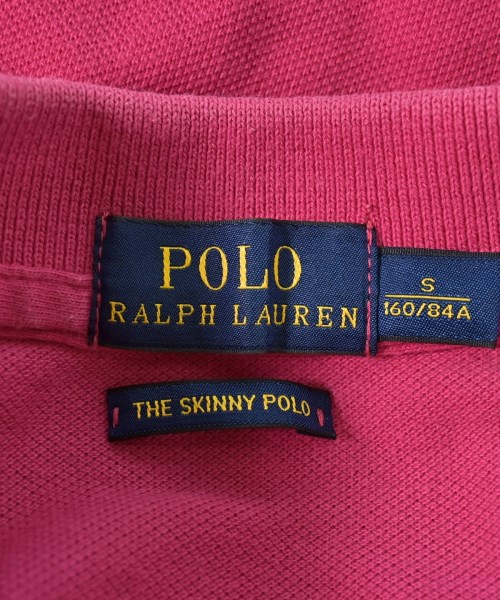 POLO
RALPH LAUREN
S
160/84A
THE SKINNY POLO